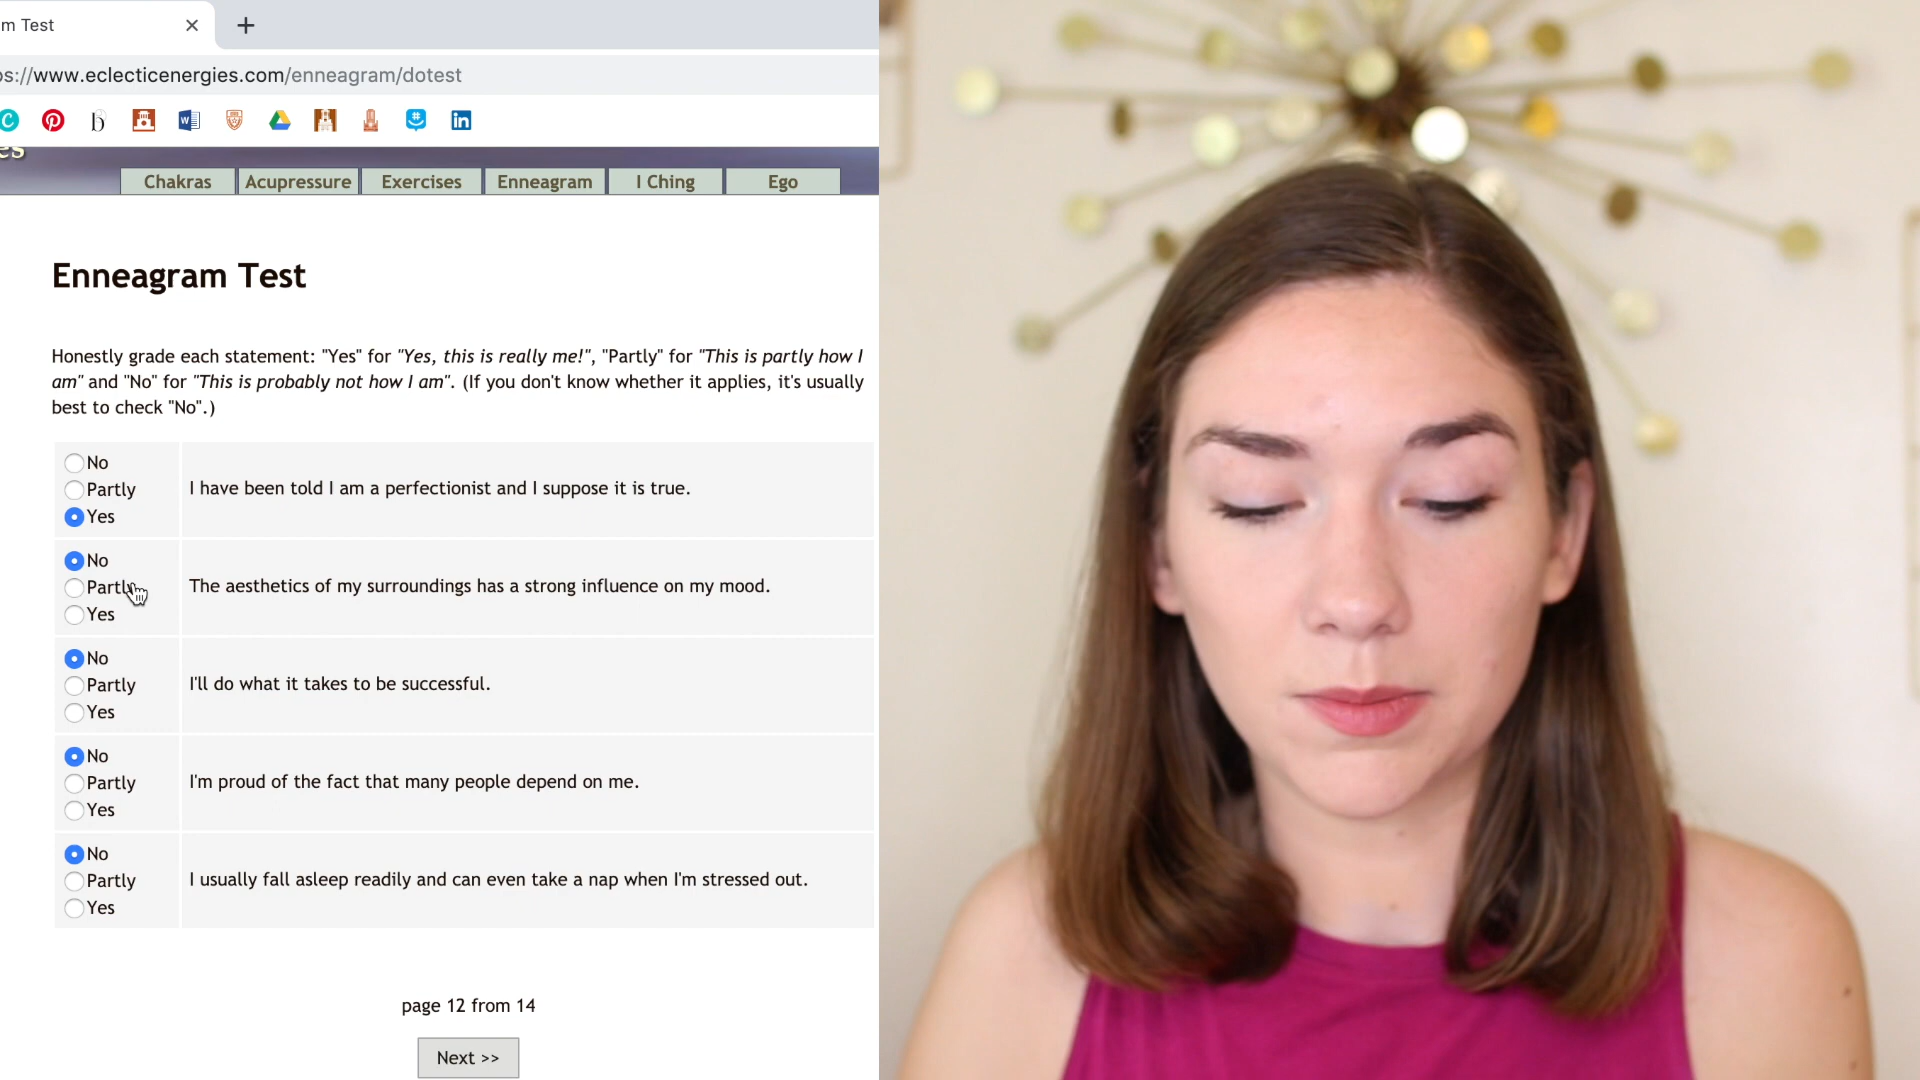 m Test
ps://www.eclecticenergies.com/enneagram/dotest
es
Chakras Acupressure Exercises Enneagram I Ching Ego
Enneagram Test
Honestly grade each statement: "Yes" for "Yes, this is really me!", "Partly" for "This is partly how I
am" and "No" for "This is probably not how I am". (If you don't know whether it applies, it's usually
best to check "No".)
No
Partly
Yes
I have been told I am a perfectionist and I suppose it is true.
No
Partly
Yes
The aesthetics of my surroundings has a strong influence on my mood.
No
Partly
Yes
I'll do what it takes to be successful.
No
Partly
Yes
I'm proud of the fact that many people depend on me.
No
Partly
Yes
I usually fall asleep readily and can even take a nap when I'm stressed out.
page 12 from 14
Next >>